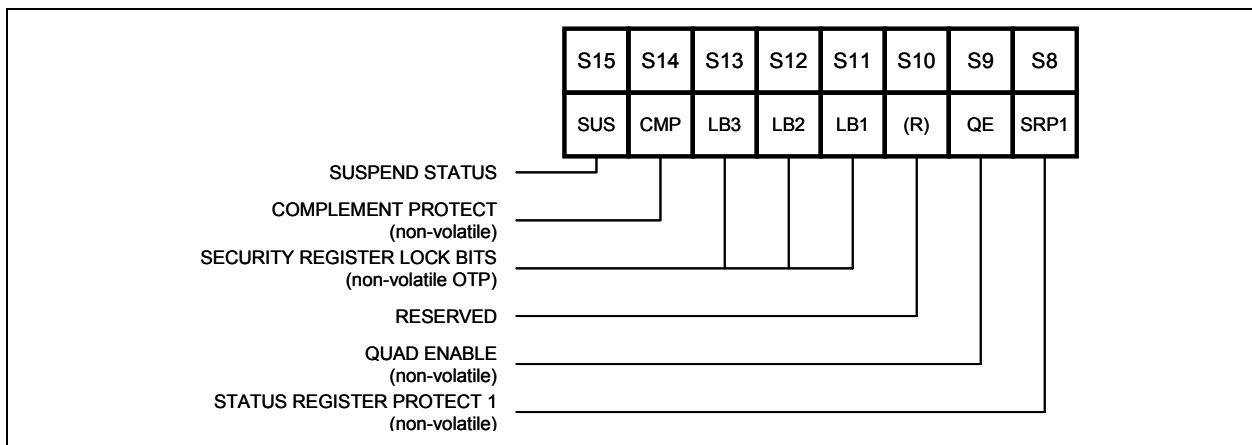 S15 S14 S13 S12 S11 S10 S9 S8
SUS CMP LB3 LB2 LB1 (R) QE SRP1
SUSPEND STATUS
COMPLEMENT PROTECT
(non-volatile)
SECURITY REGISTER LOCK BITS
(non-volatile OTP)
RESERVED
QUAD ENABLE
(non-volatile)
STATUS REGISTER PROTECT 1
(non-volatile)